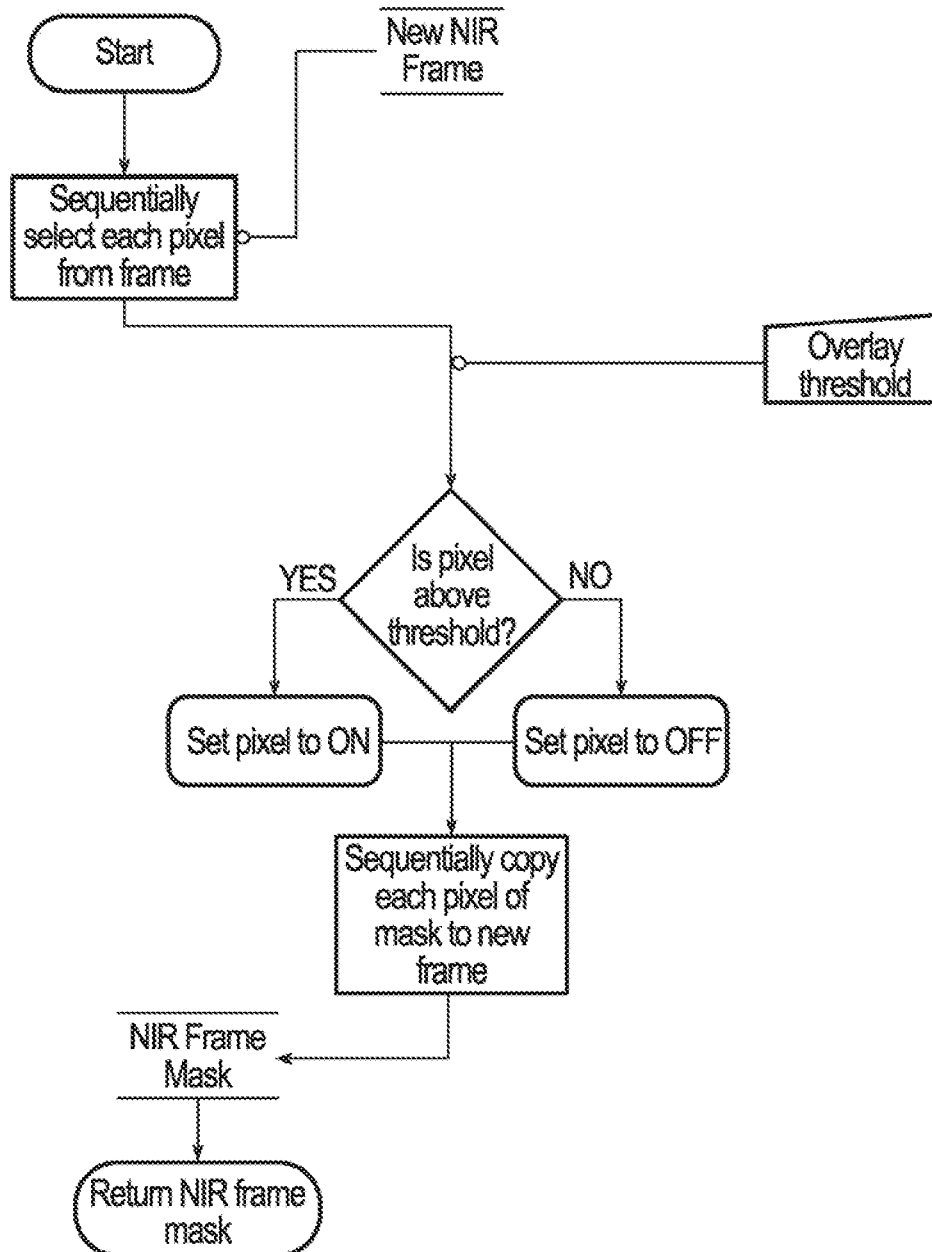 Start
New NIR
Frame
Sequentially
select each pixel
from frame
Overlay
threshold
Is pixel
above
threshold?
YES
NO
Set pixel to ON
Set pixel to OFF
Sequentially copy
each pixel of
mask to new
frame
NIR Frame
Mask
Return NIR frame
mask